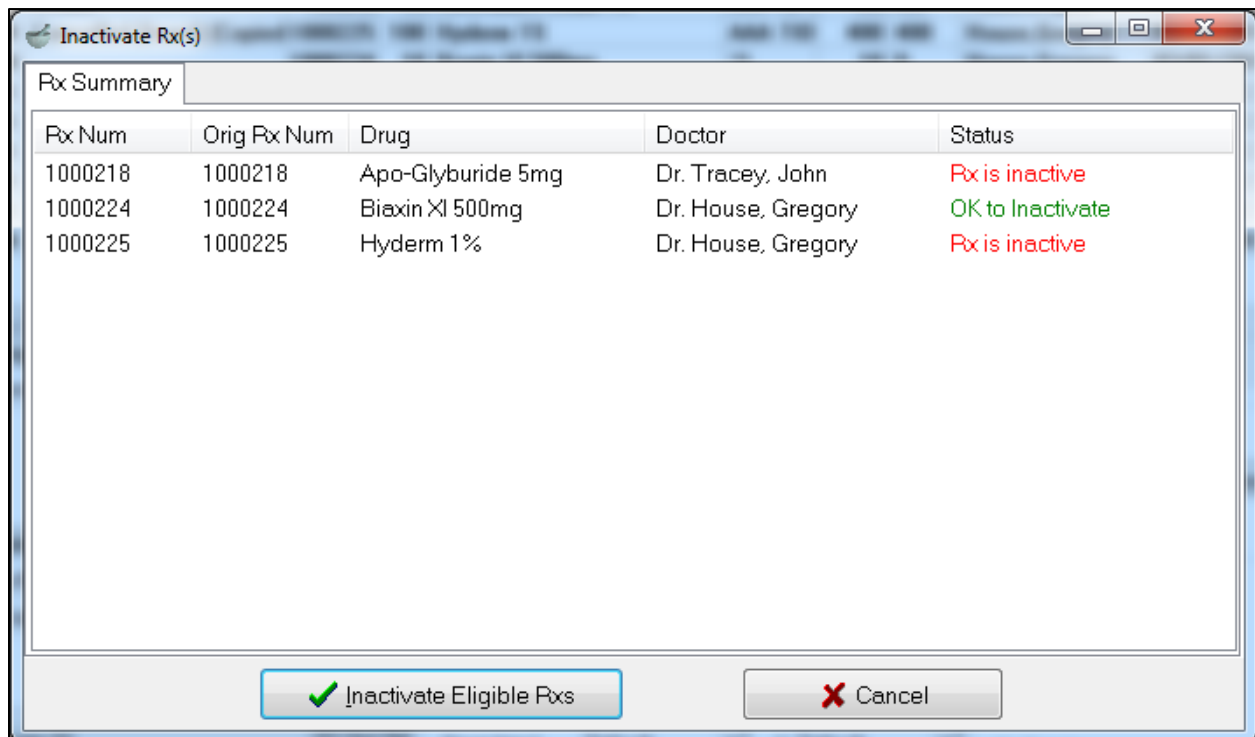 Inactivate Rx(s)
Rx Summary
Rx Num Orig Rx Num Drug Doctor Status
1000218 1000218 Apo-Glyburide 5mg Dr. Tracey, John Rx is inactive
1000224 1000224 Biaxin Xl 500mg Dr. House, Gregory OK to Inactivate
1000225 1000225 Hyderm 1% Dr. House, Gregory Rx is inactive
Inactivate Eligible Rxs Cancel